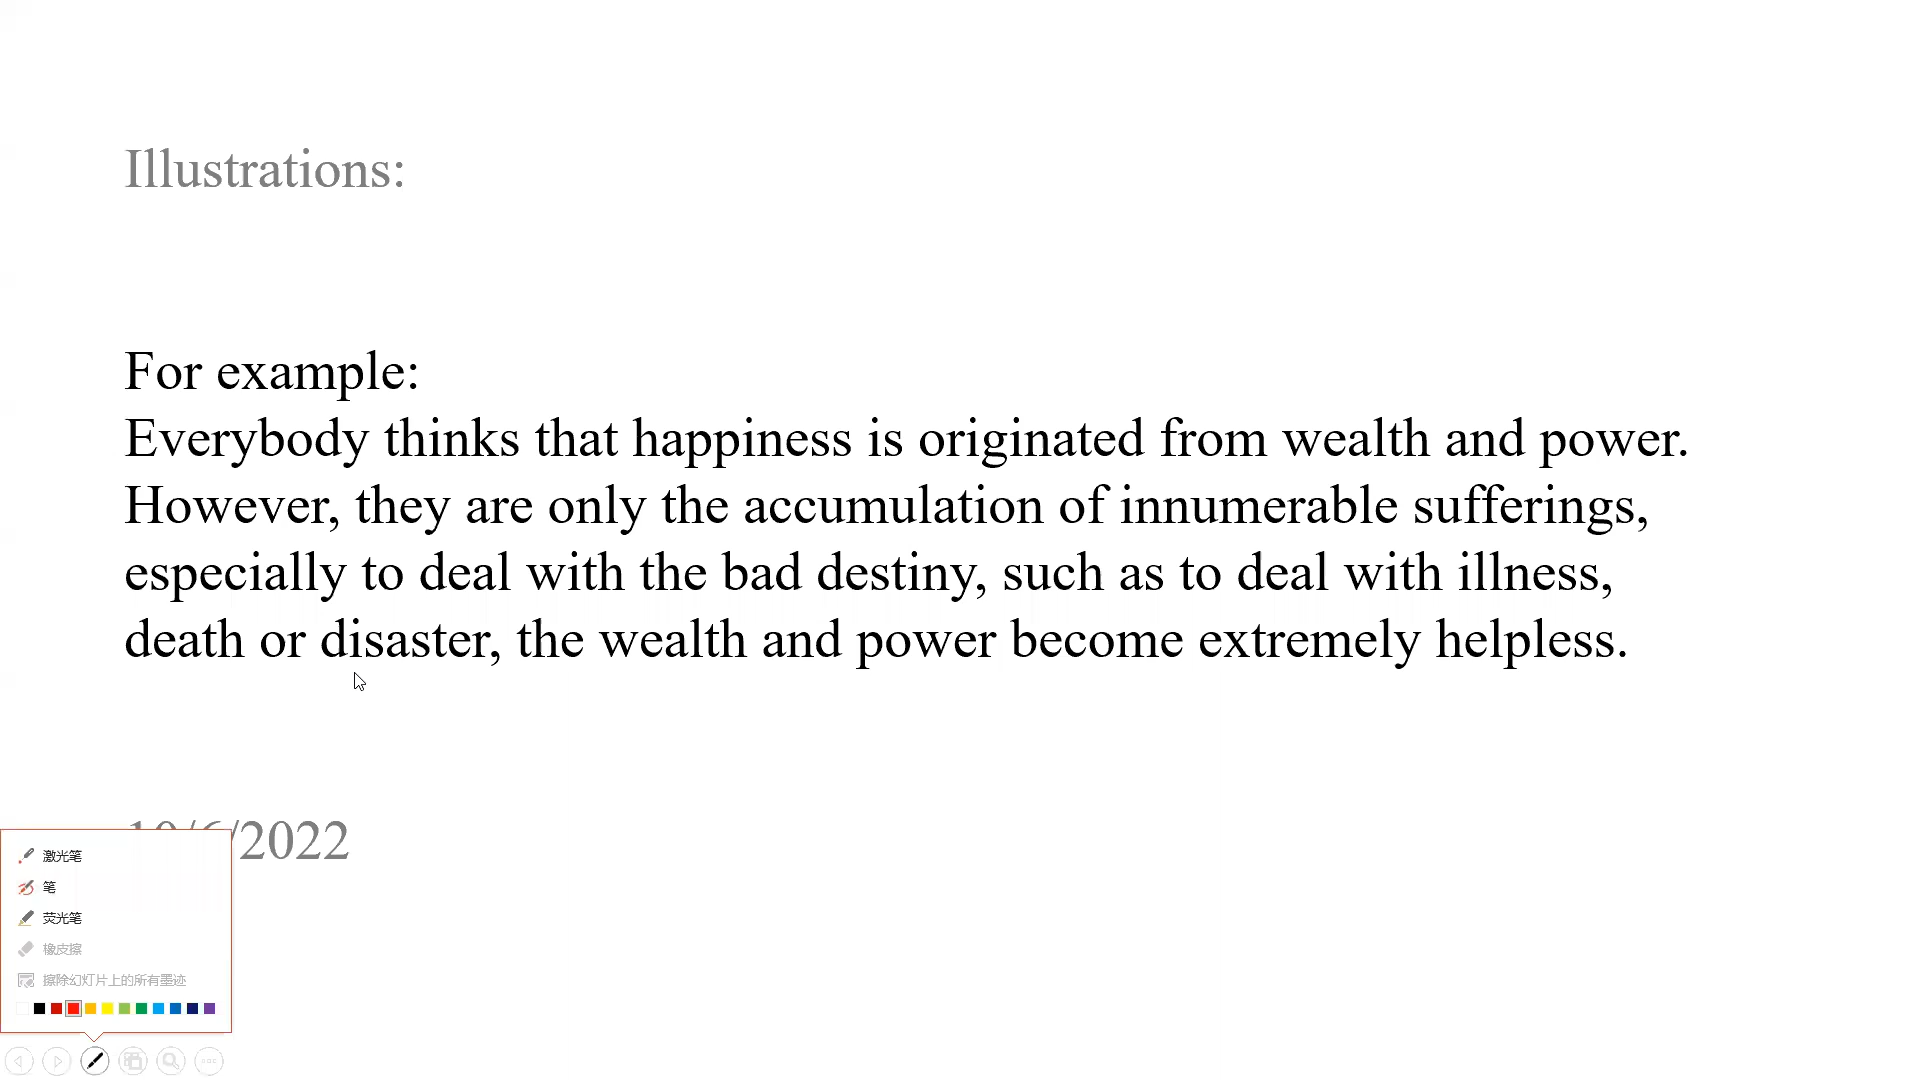 Illustrations:
For example:
Everybody thinks that happiness is originated from wealth and power.
However, they are only the accumulation of innumerable sufferings,
especially to deal with the bad destiny, such as to deal with illness,
death or disaster, the wealth and power become extremely helpless.
/2022
激光笔
笔
荧光笔
橡皮擦
擦除幻灯片上的所有墨迹